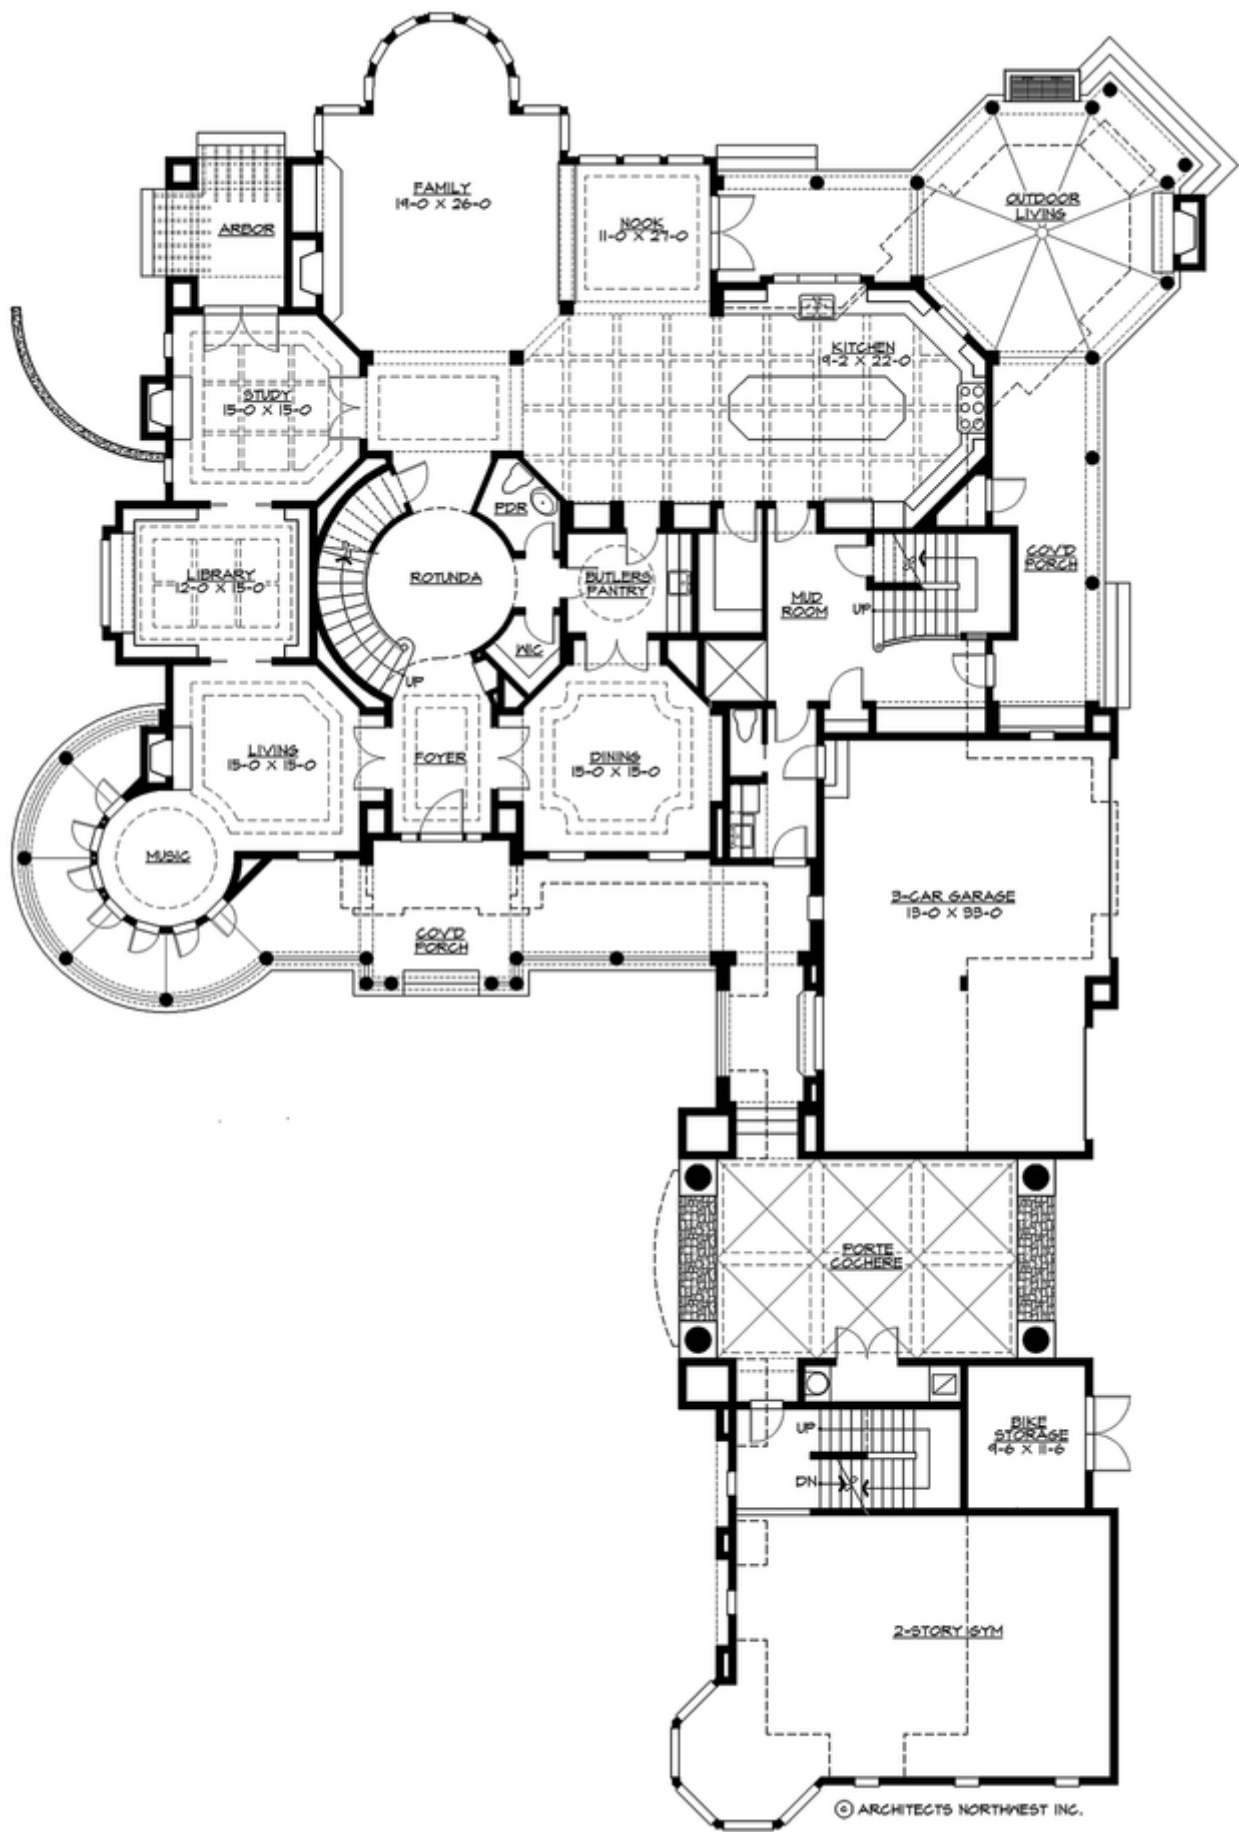 FAMILY
19-0 X 26-0
ARBOR
NOOK
11-0 X 27-0
OUTDOOR
LIVING
KITCHEN
9-2 X 22-0
STUDY
15-0 X 15-0
PDR
LIBRARY
12-0 X 15-0
ROTUNDA
BUTLERS
PANTRY
MUD
ROOM
UP
COV'D
PORCH
WIC
UP
LIVING
15-0 X 15-0
FOYER
DINING
15-0 X 15-0
MUSIC
3-CAR GARAGE
13-0 X 33-0
COV'D
PORCH
PORTE
COCHERE
UP
DN
BIKE
STORAGE
9-6 X 11-6
2-STORY GYM
© ARCHITECTS NORTHWEST INC.